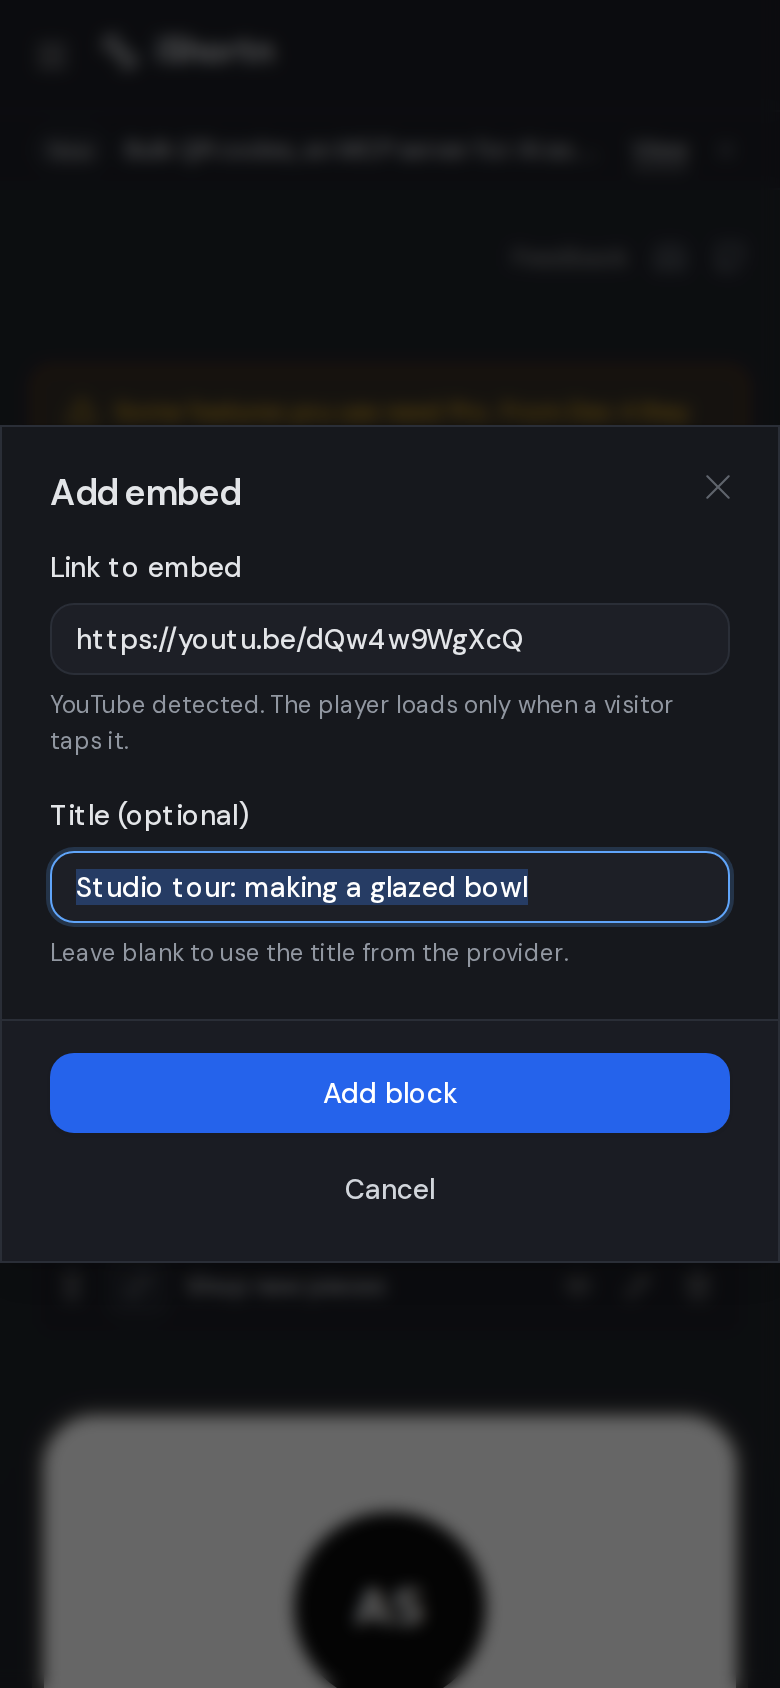 Add embed
Link to embed
https://youtu.be/dQw4w9WgXcQ
YouTube detected. The player loads only when a visitor
taps it.
Title (optional)
Studio tour: making a glazed bowl
Leave blank to use the title from the provider.
Add block
Cancel
AS